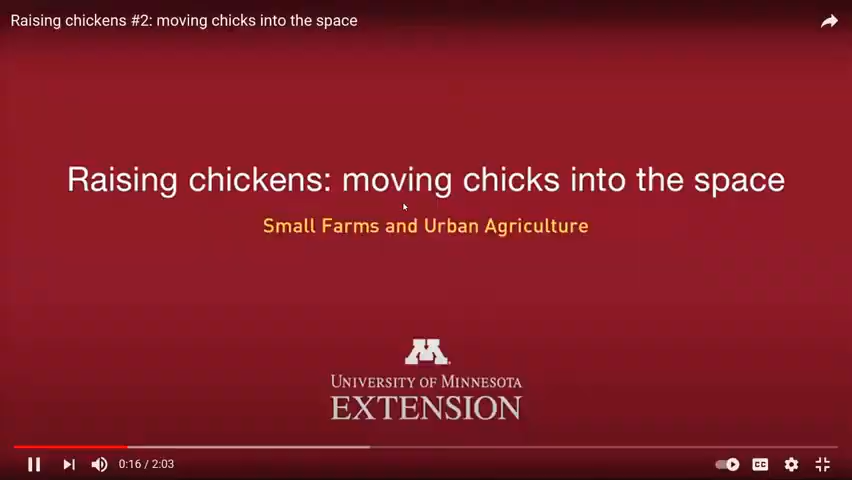 Raising chickens #2: moving chicks into the space
Raising chickens: moving chicks into the space
Small Farms and Urban Agriculture
M
UNIVERSITY OF MINNESOTA
EXTENSION
0:16 / 2:03
CC